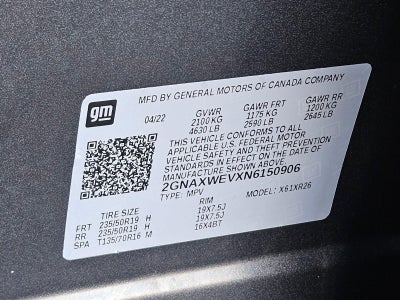 gm
MFD BY GENERAL MOTORS OF CANADA COMPANY
04/22 GVWR GAWR FRT GAWR RR
2100 KG 1175 KG 1200 KG
4630 LB 2590 LB 2645 LB
THIS VEHICLE CONFORMS TO ALL
APPLICABLE U.S. FEDERAL MOTOR
VEHICLE SAFETY AND THEFT PREVENTION
STANDARDS IN EFFECT ON THE DATE OF
MANUFACTURE SHOWN ABOVE.
2GNAXWEVXN6150906
TYPE: MPV MODEL: X61XR26
TIRE SIZE RIM
FRT 235/50R19 H 19X7.5J
RR 235/50R19 H 19X7.5J
SPA T135/70R16 M 16X4BT